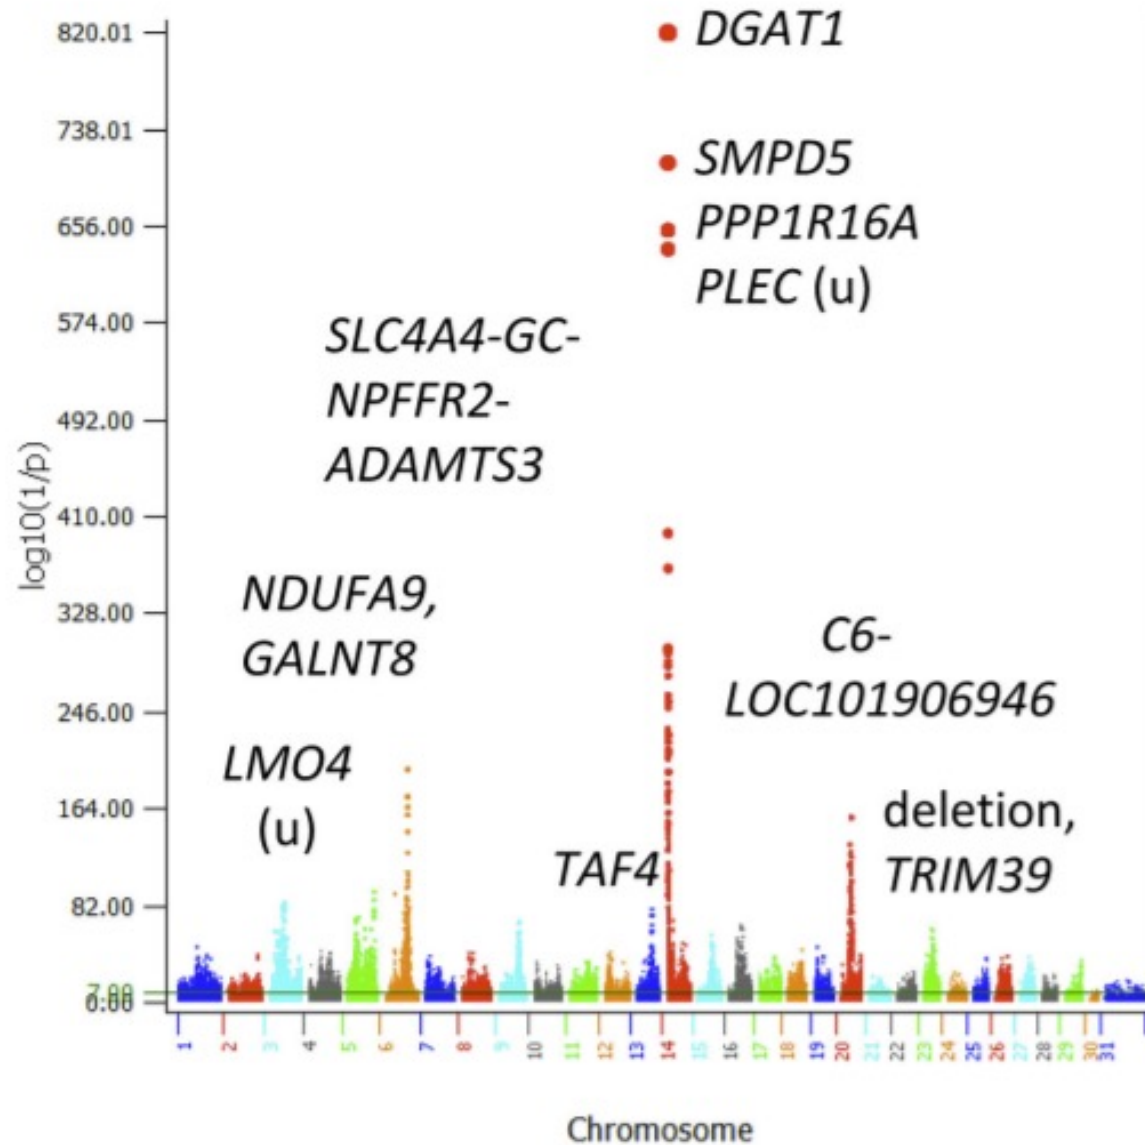 820.01
DGAT1
738.01
SMPD5
656.00
PPP1R16A
PLEC (u)
574.00
SLC4A4-GC-
NPFFR2-
ADAMTS3
492.00
410.00
log10(1/p)
NDUFA9,
GALNT8
328.00
C6-
LOC101906946
246.00
LMO4
(u)
164.00
deletion,
TRIM39
TAF4
82.00
7.00
0.00
1 2 3 4 5 6 7 8 9 10 11 12 13 14 15 16 17 18 19 20 21 22 23 24 25 26 27 28 29 30 31
Chromosome